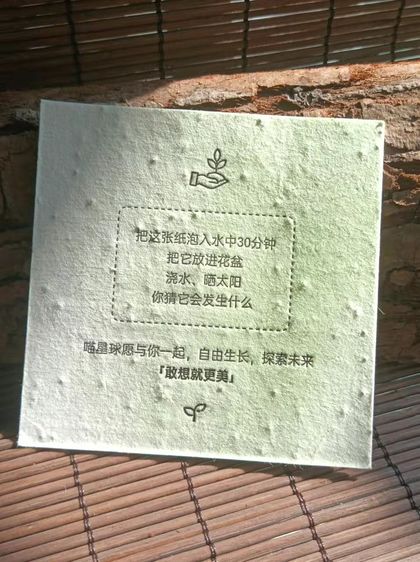 把这张纸泡入水中30分钟
把它放进花盆
浇水、晒太阳
你猜它会发生什么
喵星球愿与你一起，自由生长，探索未来
「敢想就更美」